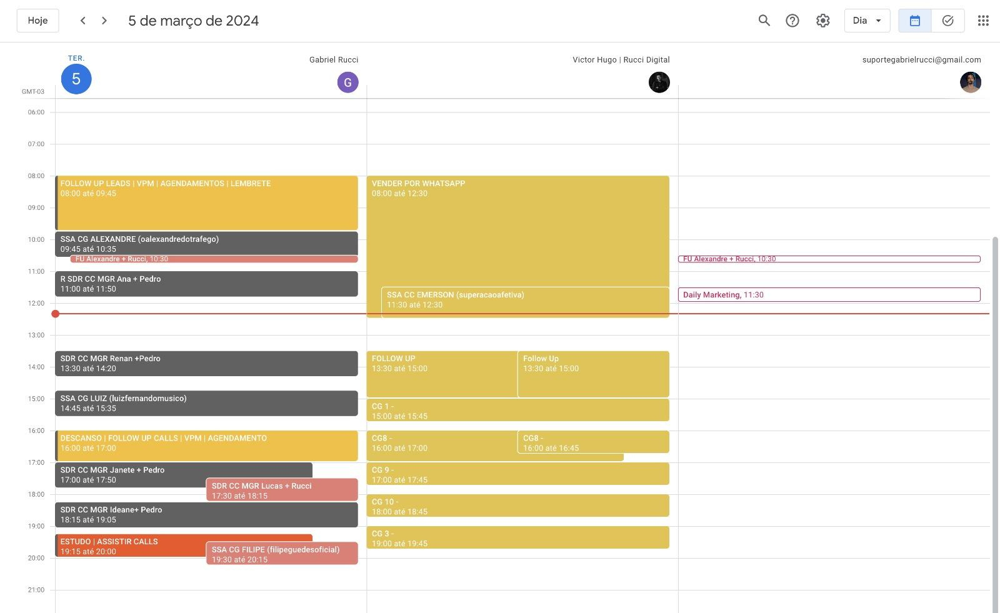 Hoje
5 de março de 2024
Dia
TER.
5
Gabriel Rucci
G
Victor Hugo | Rucci Digital
suportegabrielrucci@gmail.com
GMT-03
06:00
07:00
08:00
09:00
10:00
11:00
12:00
13:00
14:00
15:00
16:00
17:00
18:00
19:00
20:00
21:00
FOLLOW UP LEADS | VPM | AGENDAMENTOS | LEMBRETE
08:00 até 09:45
SSA CG ALEXANDRE (oalexandredotrafego)
09:45 até 10:35
FU Alexandre + Rucci, 10:30
R SDR CC MGR Ana + Pedro
11:00 até 11:50
SDR CC MGR Renan +Pedro
13:30 até 14:20
SSA CG LUIZ (luizfernandomusico)
14:45 até 15:35
DESCANSO | FOLLOW UP CALLS | VPM | AGENDAMENTO
16:00 até 17:00
SDR CC MGR Janete + Pedro
17:00 até 17:50
SDR CC MGR Lucas + Rucci
17:30 até 18:15
SDR CC MGR Ideane+ Pedro
18:15 até 19:05
ESTUDO | ASSISTIR CALLS
19:15 até 20:00
SSA CG FILIPE (filipeguedesoficial)
19:30 até 20:15
VENDER POR WHATSAPP
08:00 até 12:30
SSA CC EMERSON (superacaoafetiva)
11:30 até 12:30
FOLLOW UP
13:30 até 15:00
Follow Up
13:30 até 15:00
CG 1 -
15:00 até 15:45
CG8 -
16:00 até 17:00
CG8 -
16:00 até 16:45
CG 9 -
17:00 até 17:45
CG 10 -
18:00 até 18:45
CG 3 -
19:00 até 19:45
FU Alexandre + Rucci, 10:30
Daily Marketing, 11:30